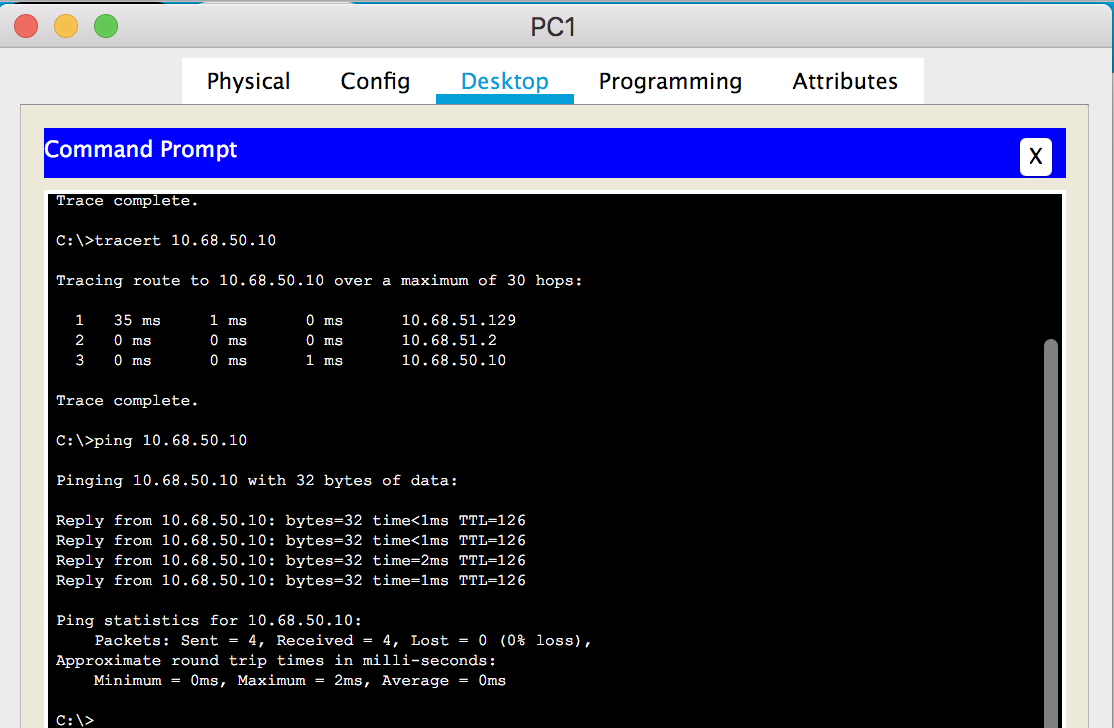 PC1
Physical Config Desktop Programming Attributes
Command Prompt X
Trace complete.
C:\>tracert 10.68.50.10
Tracing route to 10.68.50.10 over a maximum of 30 hops:
1 35 ms 1 ms 0 ms 10.68.51.129
2 0 ms 0 ms 0 ms 10.68.51.2
3 0 ms 0 ms 1 ms 10.68.50.10
Trace complete.
C:\>ping 10.68.50.10
Pinging 10.68.50.10 with 32 bytes of data:
Reply from 10.68.50.10: bytes=32 time<1ms TTL=126
Reply from 10.68.50.10: bytes=32 time<1ms TTL=126
Reply from 10.68.50.10: bytes=32 time=2ms TTL=126
Reply from 10.68.50.10: bytes=32 time=1ms TTL=126
Ping statistics for 10.68.50.10:
Packets: Sent = 4, Received = 4, Lost = 0 (0% loss),
Approximate round trip times in milli-seconds:
Minimum = 0ms, Maximum = 2ms, Average = 0ms
C:\>